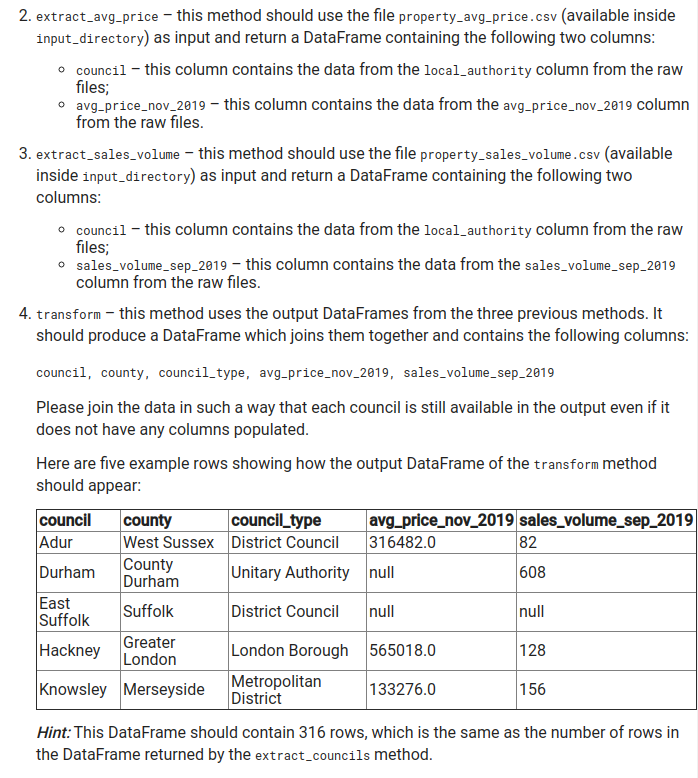 2. extract_avg_price – this method should use the file property_avg_price.csv (available inside
input_directory) as input and return a DataFrame containing the following two columns:
council – this column contains the data from the local_authority column from the raw
files;
avg_price_nov_2019 – this column contains the data from the avg_price_nov_2019 column
from the raw files.
3. extract_sales_volume – this method should use the file property_sales_volume.csv (available
inside input_directory) as input and return a DataFrame containing the following two
columns:
council – this column contains the data from the local_authority column from the raw
files;
sales_volume_sep_2019 – this column contains the data from the sales_volume_sep_2019
column from the raw files.
4. transform – this method uses the output DataFrames from the three previous methods. It
should produce a DataFrame which joins them together and contains the following columns:
council, county, council_type, avg_price_nov_2019, sales_volume_sep_2019
Please join the data in such a way that each council is still available in the output even if it
does not have any columns populated.
Here are five example rows showing how the output DataFrame of the transform method
should appear:
council county council_type avg_price_nov_2019 sales_volume_sep_2019
Adur West Sussex District Council 316482.0 82
Durham County Durham Unitary Authority null 608
East Suffolk Suffolk District Council null null
Hackney Greater London London Borough 565018.0 128
Knowsley Merseyside Metropolitan District 133276.0 156
Hint: This DataFrame should contain 316 rows, which is the same as the number of rows in
the DataFrame returned by the extract_councils method.